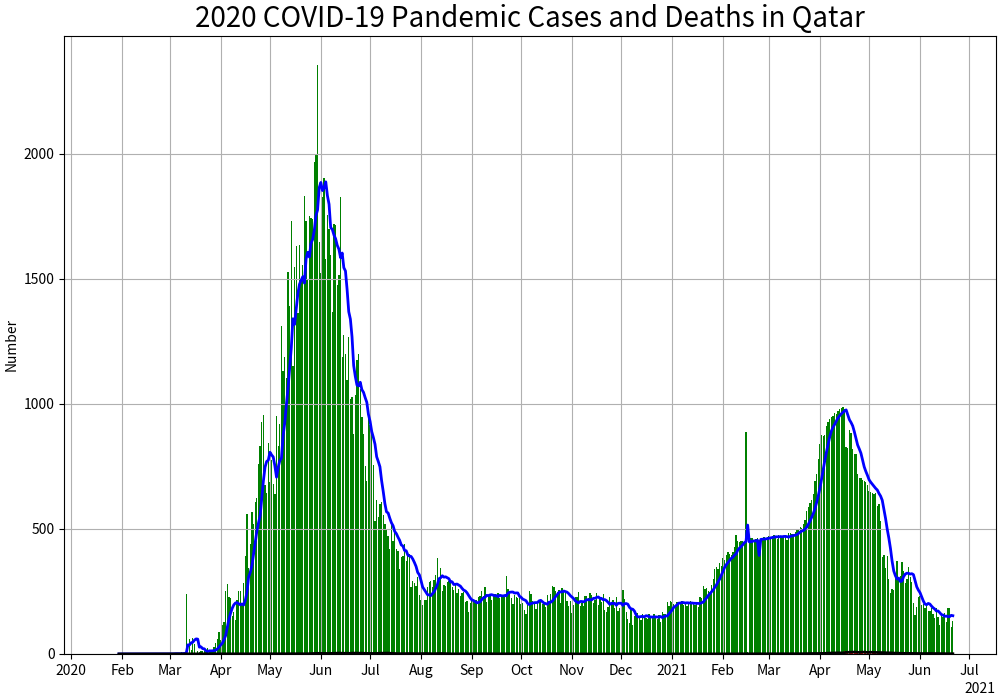 2020 COVID-19 Pandemic Cases and Deaths in Qatar
Number
2000
1500
1000
500
0
2020 Feb Mar Apr May Jun Jul Aug Sep Oct Nov Dec 2021 Feb Mar Apr May Jun Jul
2021